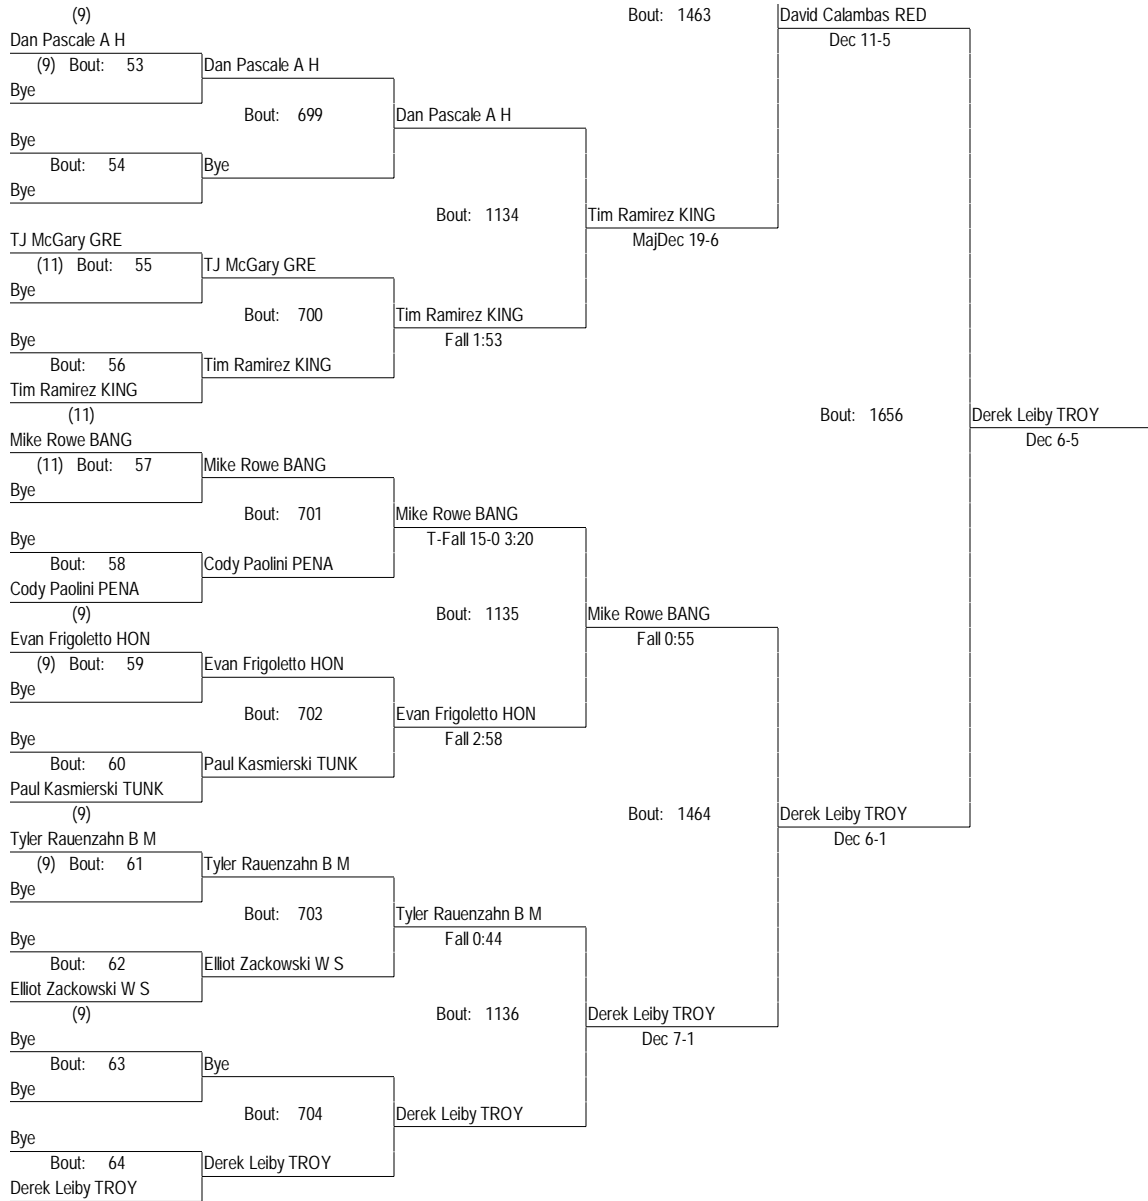 (9) Bout: 1463 David Calambas RED
Dan Pascale A H Dec 11-5
(9) Bout: 53 Dan Pascale A H
Bye
Bout: 699 Dan Pascale A H
Bye
Bout: 54 Bye
Bye
Bout: 1134 Tim Ramirez KING
TJ McGary GRE MajDec 19-6
(11) Bout: 55 TJ McGary GRE
Bye
Bout: 700 Tim Ramirez KING
Bye Fall 1:53
Bout: 56 Tim Ramirez KING
Tim Ramirez KING
(11) Bout: 1656 Derek Leiby TROY
Mike Rowe BANG Dec 6-5
(11) Bout: 57 Mike Rowe BANG
Bye
Bout: 701 Mike Rowe BANG
Bye T-Fall 15-0 3:20
Bout: 58 Cody Paolini PENA
Cody Paolini PENA
(9) Bout: 1135 Mike Rowe BANG
Evan Frigoletto HON Fall 0:55
(9) Bout: 59 Evan Frigoletto HON
Bye
Bout: 702 Evan Frigoletto HON
Bye Fall 2:58
Bout: 60 Paul Kasmierski TUNK
Paul Kasmierski TUNK
(9) Bout: 1464 Derek Leiby TROY
Tyler Rauenzahn B M Dec 6-1
(9) Bout: 61 Tyler Rauenzahn B M
Bye
Bout: 703 Tyler Rauenzahn B M
Bye Fall 0:44
Bout: 62 Elliot Zackowski W S
Elliot Zackowski W S
(9) Bout: 1136 Derek Leiby TROY
Bye Dec 7-1
Bout: 63 Bye
Bye
Bout: 704 Derek Leiby TROY
Bye
Bout: 64 Derek Leiby TROY
Derek Leiby TROY